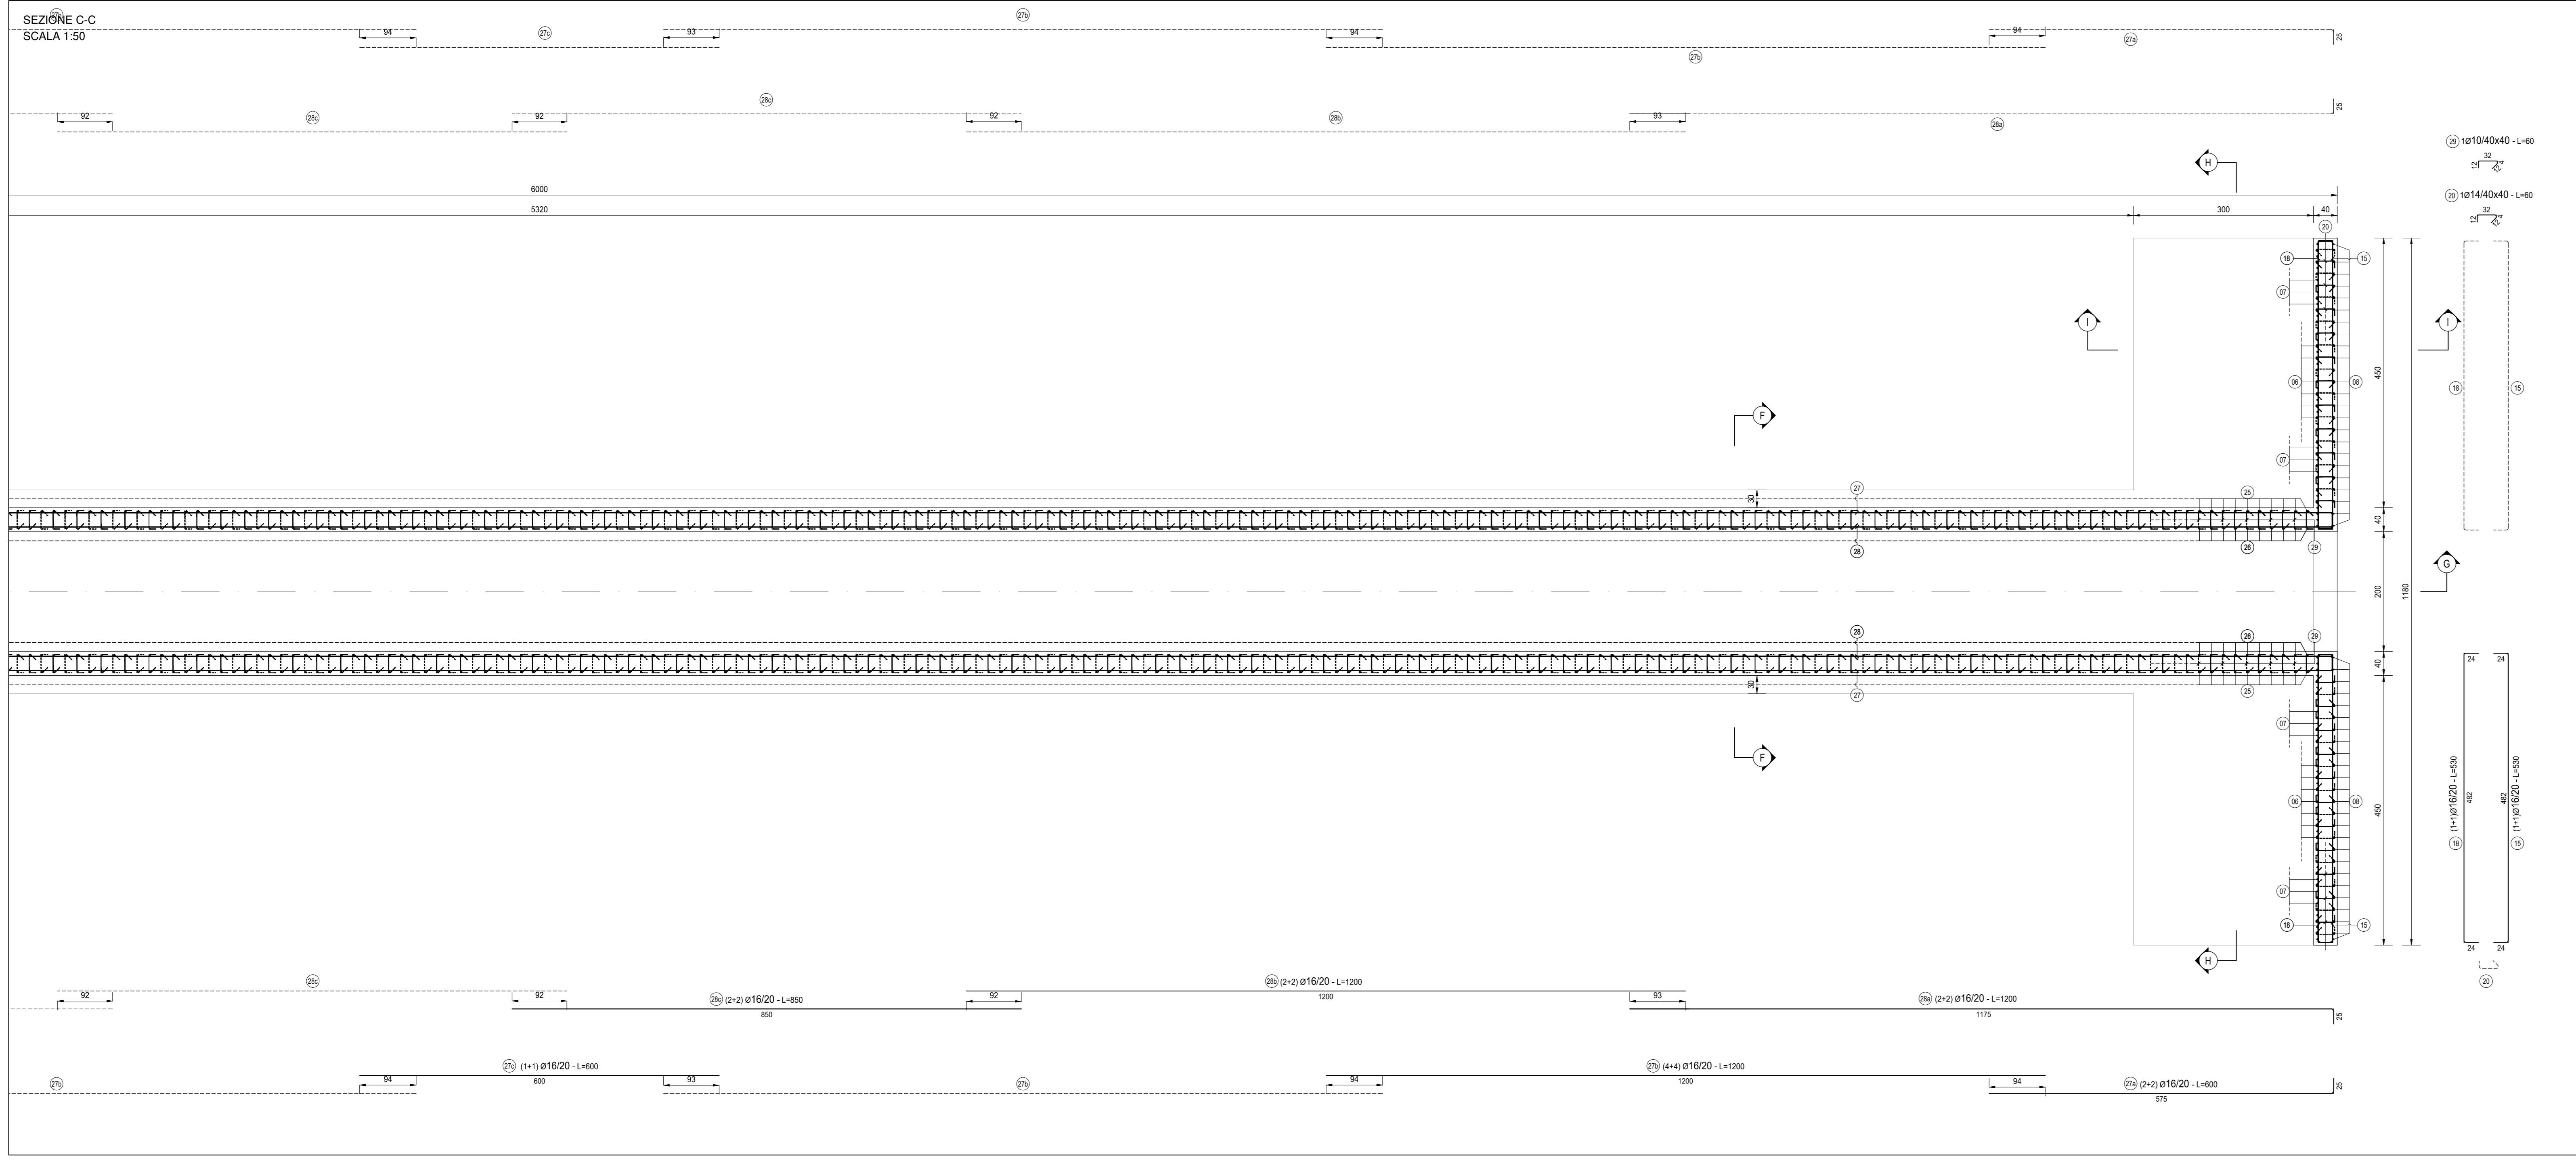 SEZIONE C-C
27b
SCALA 1:50
94
27c
93
27b
94
27b
94
27a
25
92
28c
92
28c
92
28b
93
28a
25
29 1Ø10/40x40 - L=60
32
12
12
4
20 1Ø14/40x40 - L=60
32
12
12
4
6000
5320
300
40
20
18
15
07
H
I
I
06
08
450
18
15
F
07
27
30
25
40
28
26
29
G
200
1180
28
26
29
40
30
27
25
24
24
07
F
06
08
450
18 (1+1)Ø16/20 - L=530
482
482
15 (1+1)Ø16/20 - L=530
07
18
15
H
24
24
20
28c
92
92
28c (2+2) Ø16/20 - L=850
850
92
28b (2+2) Ø16/20 - L=1200
1200
93
28a (2+2) Ø16/20 - L=1200
1175
25
27b
94
27c (1+1) Ø16/20 - L=600
600
93
27b
94
27b (4+4) Ø16/20 - L=1200
1200
94
27a (2+2) Ø16/20 - L=600
575
25